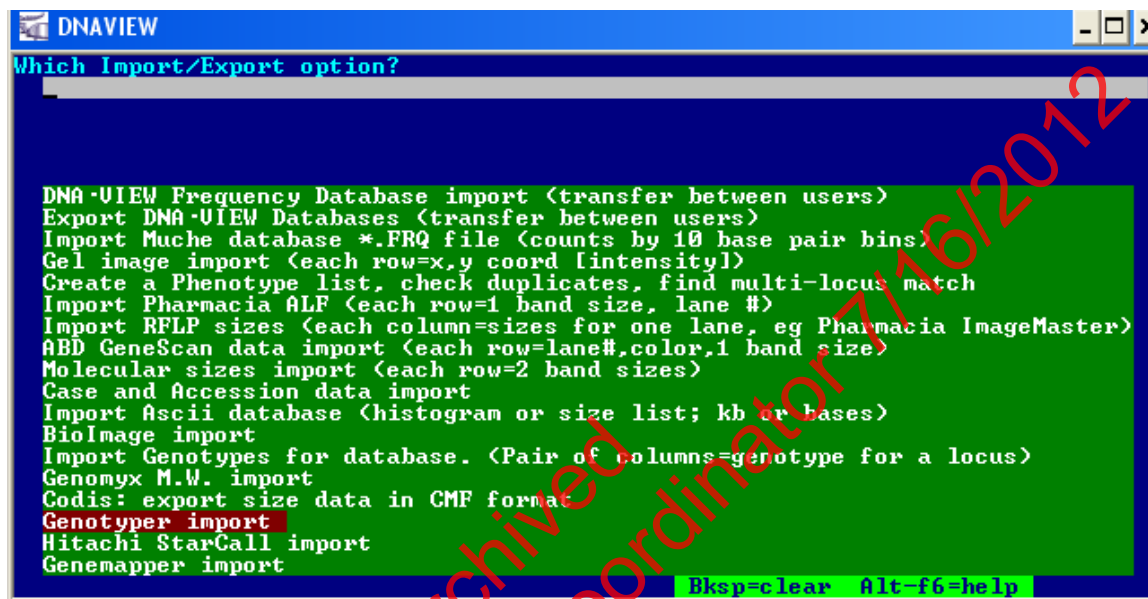 DNAVIEW
Which Import/Export option?
DNA·VIEW Frequency Database import (transfer between users)
Export DNA·VIEW Databases (transfer between users)
Import Muche database *.FRQ file (counts by 10 base pair bins)
Gel image import (each row=x,y coord [intensity])
Create a Phenotype list, check duplicates, find multi-locus match
Import Pharmacia ALF (each row=1 band size, lane #)
Import RFLP sizes (each column=sizes for one lane, eg Pharmacia ImageMaster)
ABD GeneScan data import (each row=lane#,color,1 band size)
Molecular sizes import (each row=2 band sizes)
Case and Accession data import
Import Ascii database (histogram or size list; kb or bases)
BioImage import
Import Genotypes for database. (Pair of columns=genotype for a locus)
Genomyx M.W. import
Codis: export size data in CMF format
Genotyper import
Hitachi StarCall import
Genemapper import
Bksp=clear Alt-f6=help
7/16/2012